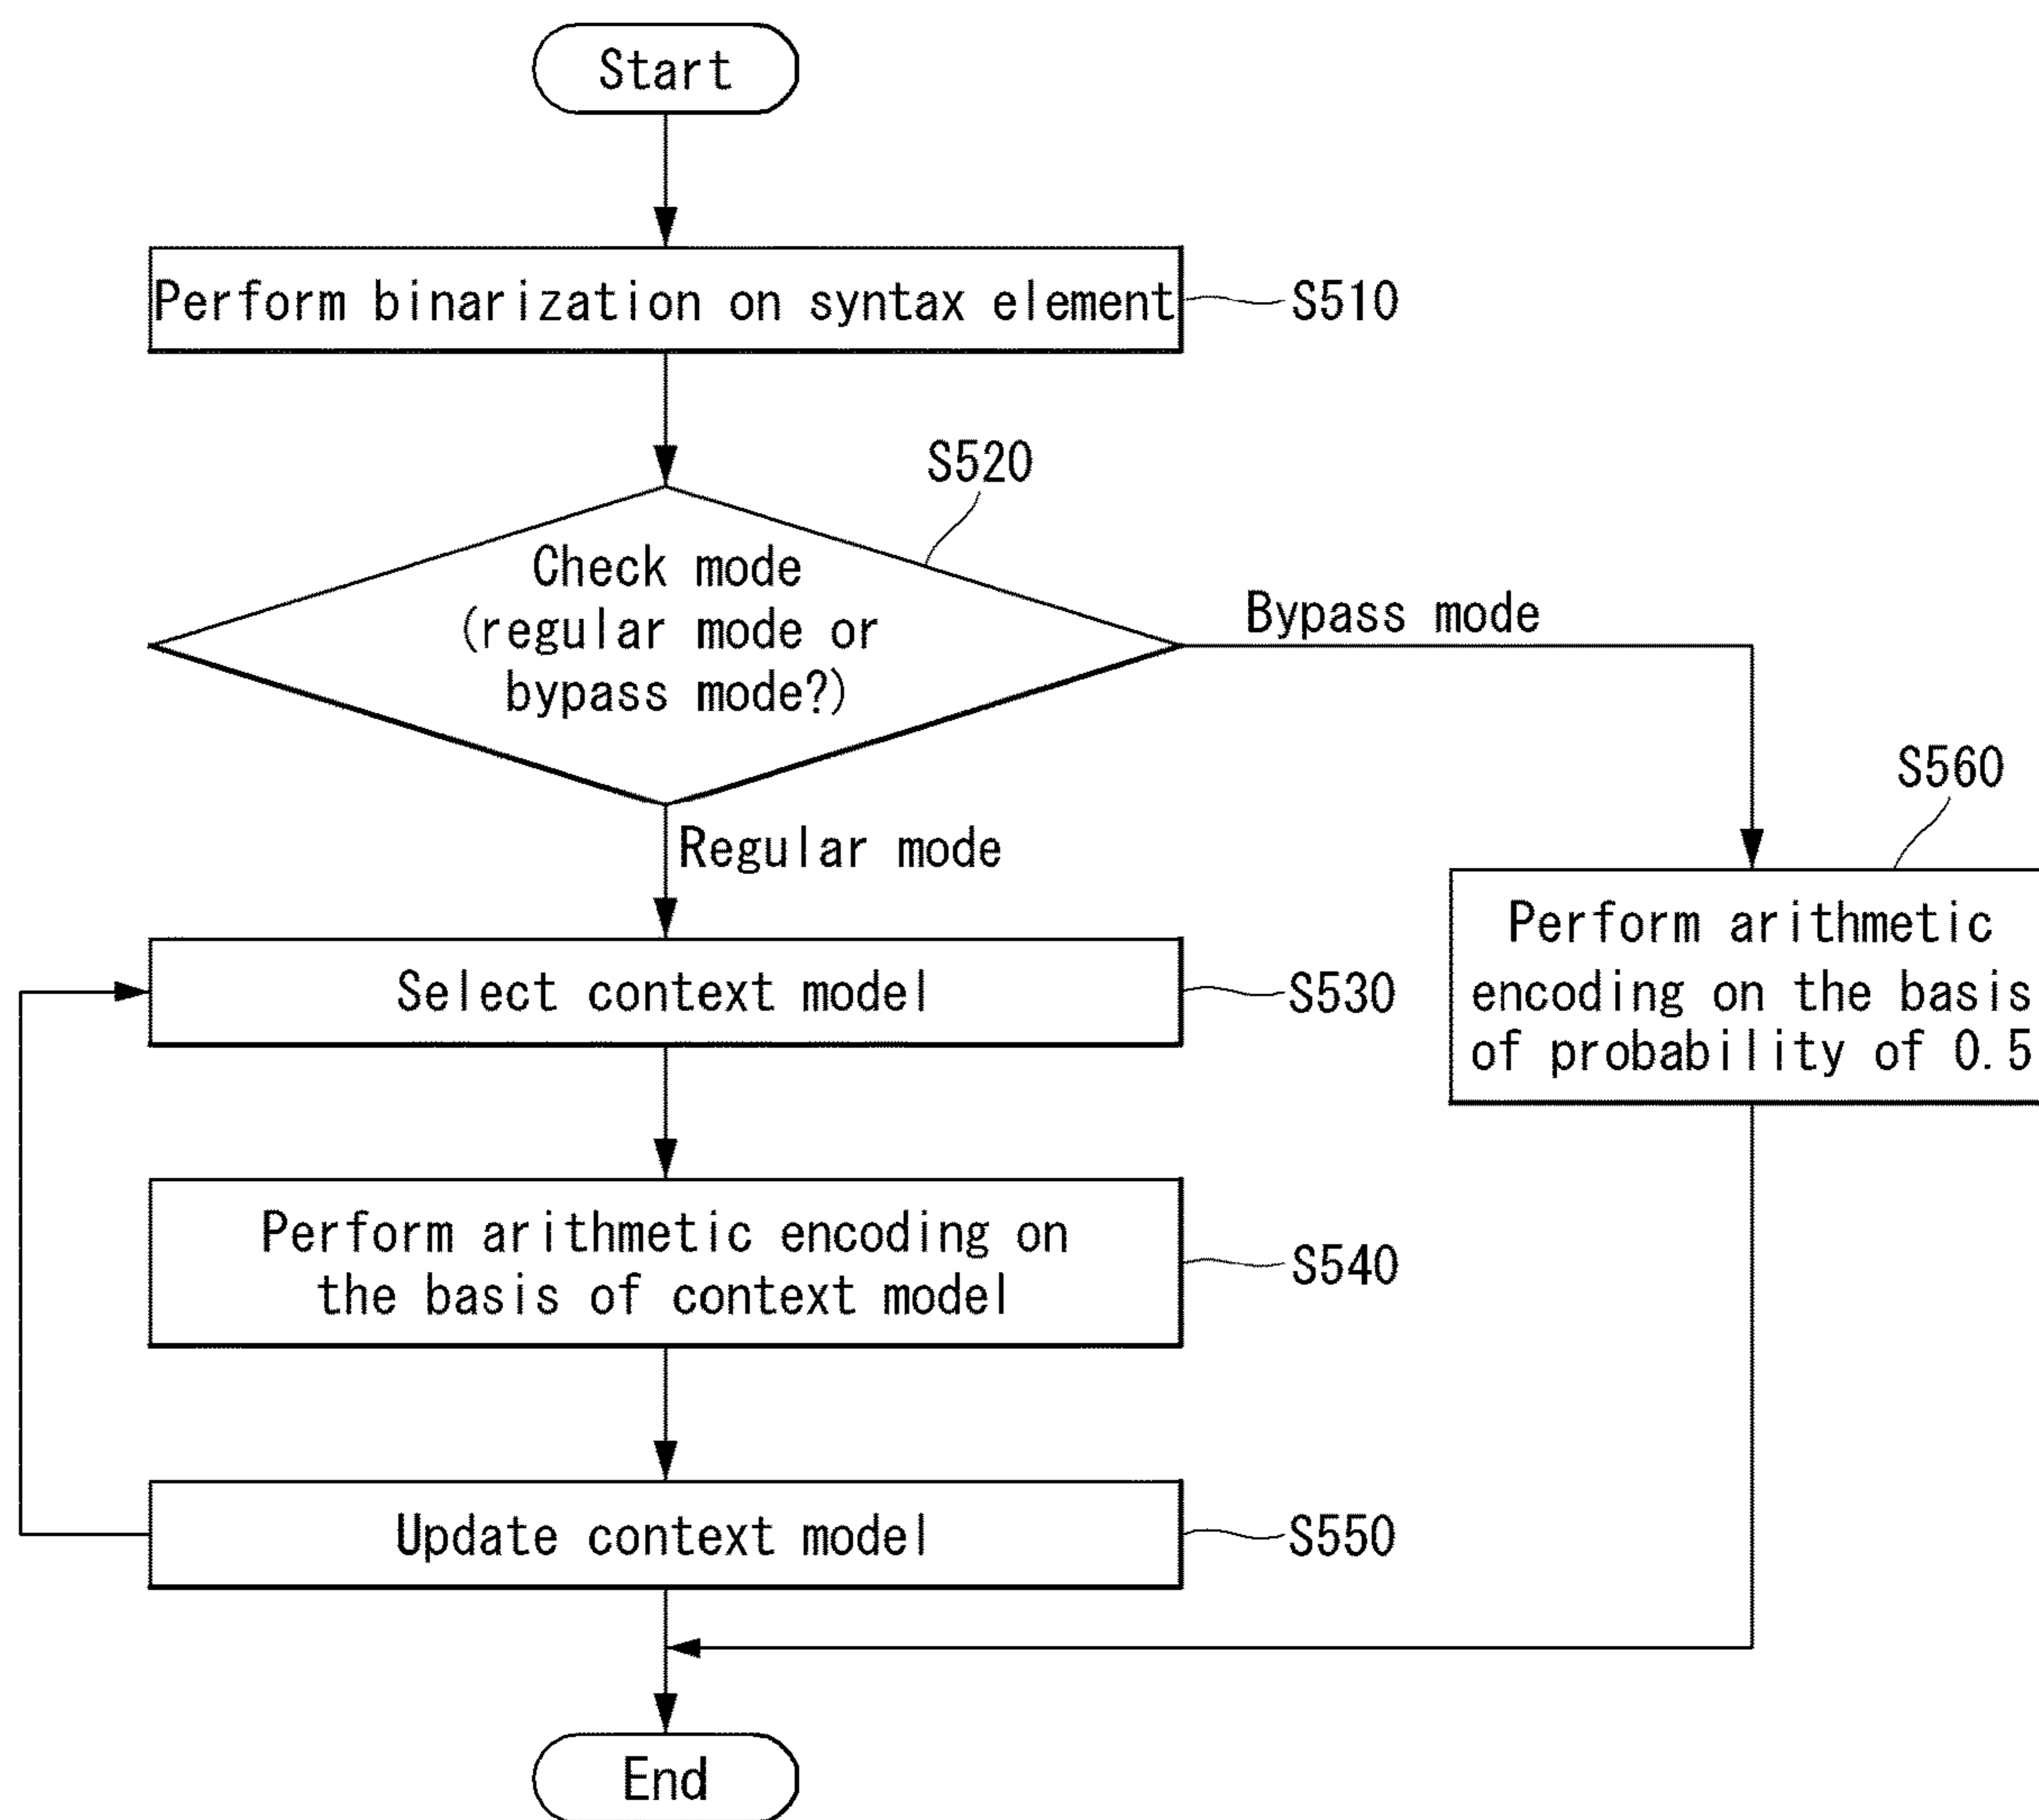 Start
Perform binarization on syntax element
S510
S520
Check mode
(regular mode or
bypass mode?)
Bypass mode
Regular mode
S560
Perform arithmetic
encoding on the basis
of probability of 0.5
Select context model
S530
Perform arithmetic encoding on
the basis of context model
S540
Update context model
S550
End